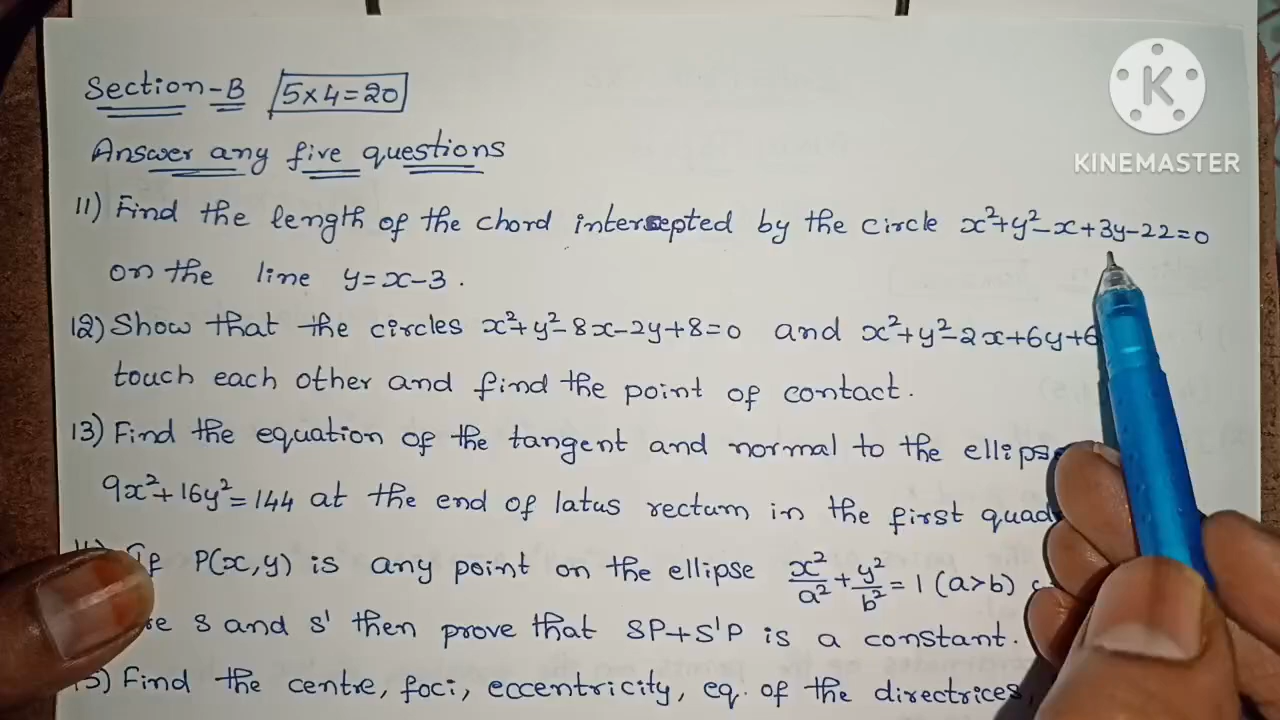 Section-B 5x4=20
Answer any five questions
11) Find the length of the chord intercepted by the circle x²+y²-x+3y-22=0
on the line y=x-3.
12) Show that the circles x²+y²-8x-2y+8=0 and x²+y²-2x+6y+6
touch each other and find the point of contact.
13) Find the equation of the tangent and normal to the ellipse
9x²+16y²=144 at the end of latus rectum in the first quad
If P(x,y) is any point on the ellipse x²/a²+y²/b²=1 (a>b)
S and S' then prove that SP+S'P is a constant.
15) Find the centre, foci, eccentricity, eq. of the directrices,
K
KINEMASTER